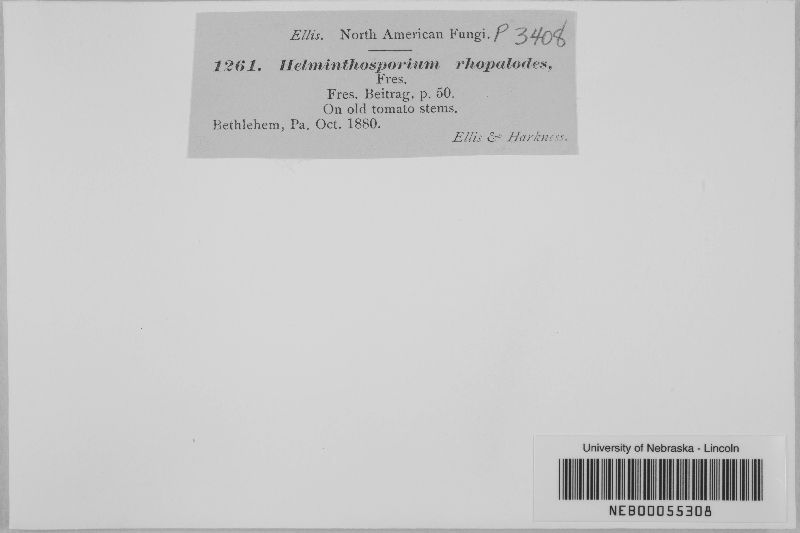 Ellis. North American Fungi. P 3408
1261. Helminthosporium rhopalodes,
Fres.
Fres. Beitrag. p. 50.
On old tomato stems.
Bethlehem, Pa. Oct. 1880.
Ellis & Harkness.
University of Nebraska - Lincoln
NEB00055308